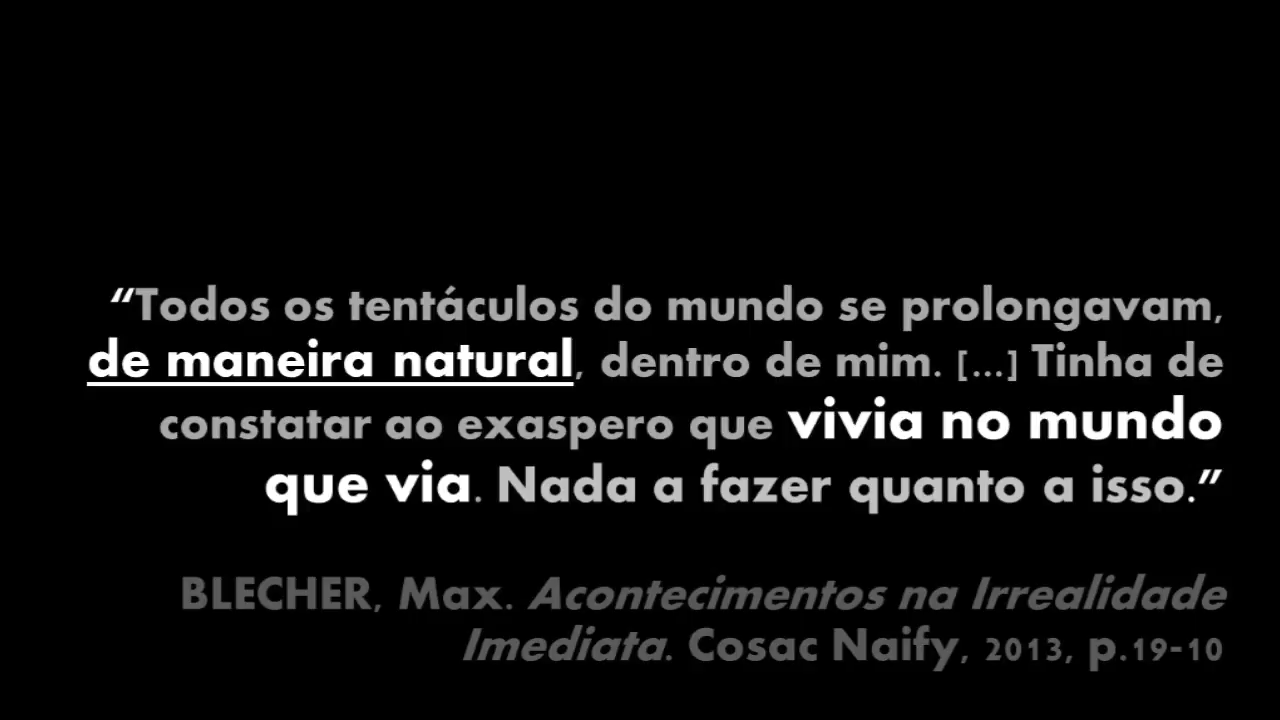 “Todos os tentáculos do mundo se prolongavam,
de maneira natural, dentro de mim. [...] Tinha de
constatar ao exaspero que vivia no mundo
que via. Nada a fazer quanto a isso.”
BLECHER, Max. Acontecimentos na Irrealidade
Imediata. Cosac Naify, 2013, p.19-10